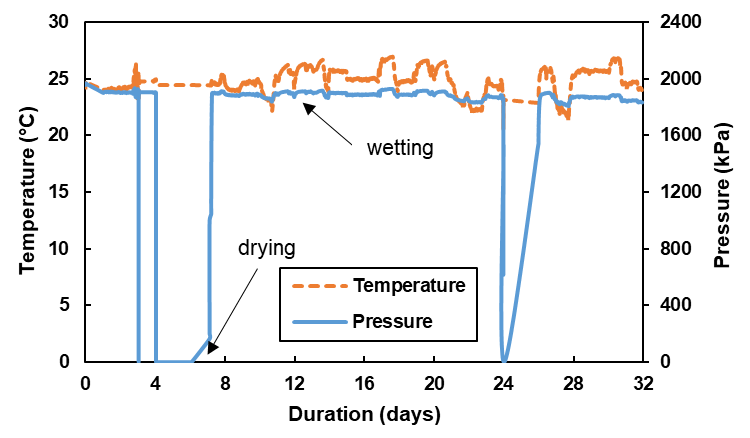 30
25
20
15
10
5
0
Temperature (°C)
2400
2000
1600
1200
800
400
0
Pressure (kPa)
wetting
drying
Temperature
Pressure
0 4 8 12 16 20 24 28 32
Duration (days)